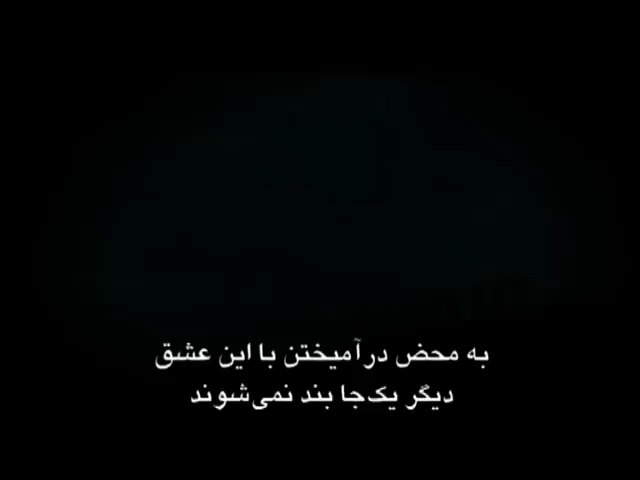 به محض درآمیختن با این عشق
دیگر یک‌جا بند نمی‌شوند